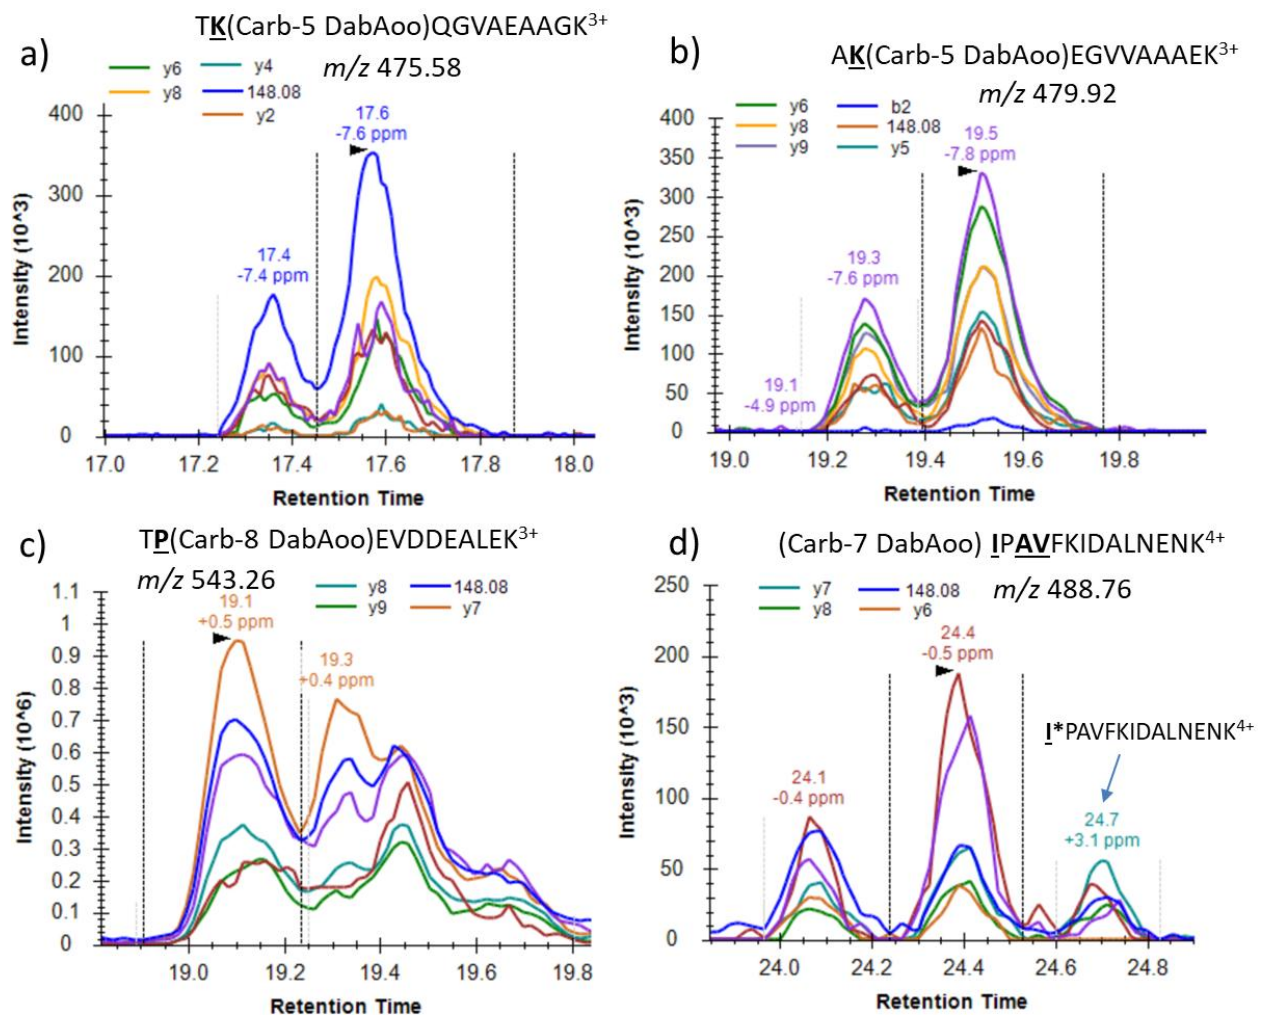 a)
TK(Carb-5 DabAoo)QGVAEAAGK3+
m/z 475.58
y6
y4
y8
148.08
y2
17.6
-7.6 ppm
17.4
-7.4 ppm
400
300
200
100
0
Intensity (10^3)
17.0 17.2 17.4 17.6 17.8 18.0
Retention Time
b)
AK(Carb-5 DabAoo)EGVVAAAEK3+
m/z 479.92
y6
b2
y8
148.08
y9
y5
19.5
-7.8 ppm
19.3
-7.6 ppm
19.1
-4.9 ppm
400
350
300
250
200
150
100
50
0
Intensity (10^3)
19.0 19.2 19.4 19.6 19.8
Retention Time
c)
TP(Carb-8 DabAoo)EVDDEALEK3+
m/z 543.26
y8
148.08
y9
y7
19.1
+0.5 ppm
19.3
+0.4 ppm
1.1
1
0.9
0.8
0.7
0.6
0.5
0.4
0.3
0.2
0.1
0
Intensity (10^6)
19.0 19.2 19.4 19.6 19.8
Retention Time
d)
(Carb-7 DabAoo) IPAVFKIDALNENK4+
m/z 488.76
y7
148.08
y8
y6
24.4
-0.5 ppm
24.1
-0.4 ppm
I*PAVFKIDALNENK4+
24.7
+3.1 ppm
250
200
150
100
50
0
Intensity (10^3)
24.0 24.2 24.4 24.6 24.8
Retention Time